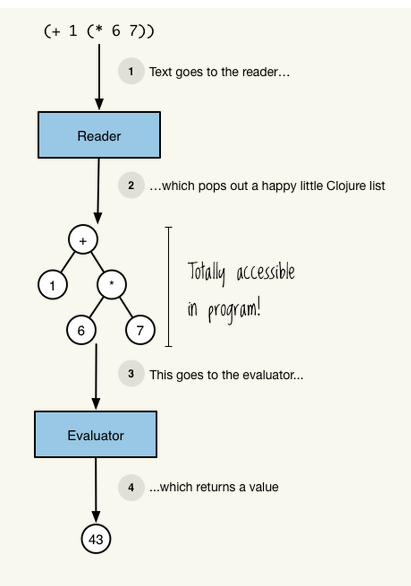 (+ 1 (* 6 7))
1 Text goes to the reader…
Reader
2 …which pops out a happy little Clojure list
+
1 *
6 7
Totally accessible
in program!
3 This goes to the evaluator...
Evaluator
4 ...which returns a value
43